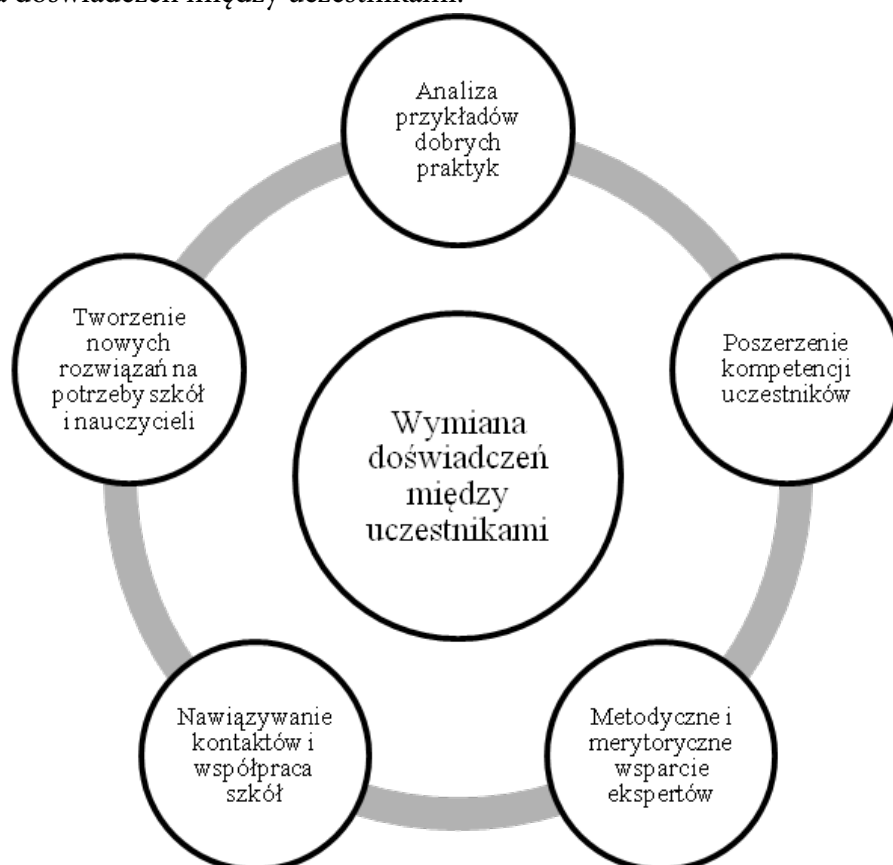 doświadczeń między uczestnikami.
Analiza
przykładów
dobrych
praktyk
Poszerzenie
kompetencji
uczestników
Metodyczne i
merytoryczne
wsparcie
ekspertów
Nawiązywanie
kontaktów i
współpraca
szkół
Tworzenie
nowych
rozwiązań na
potrzeby szkół
i nauczycieli
Wymiana
doświadczeń
między
uczestnikami